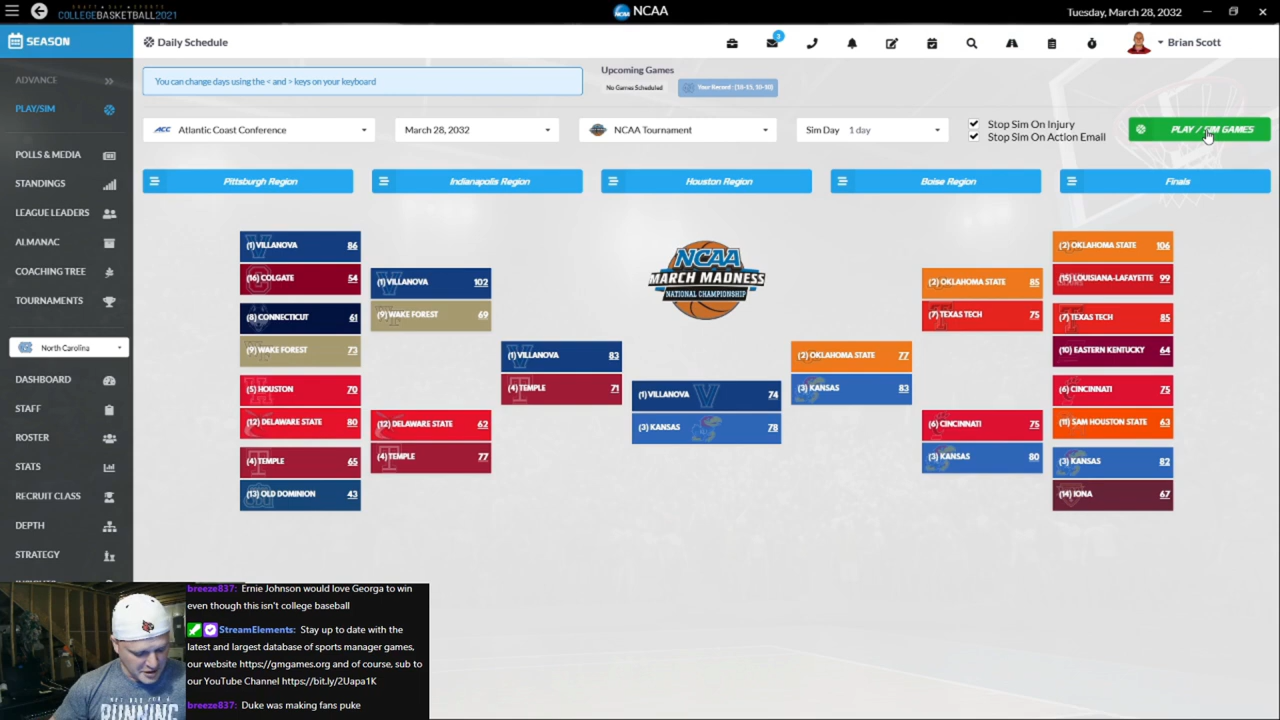 DRAFT DAY SPORTS
COLLEGEBASKETBALL2021
NCAA
Tuesday, March 28, 2032
SEASON
Daily Schedule
3
Brian Scott
ADVANCE
PLAY/SIM
POLLS & MEDIA
STANDINGS
LEAGUE LEADERS
ALMANAC
COACHING TREE
TOURNAMENTS
North Carolina
DASHBOARD
STAFF
ROSTER
STATS
RECRUIT CLASS
DEPTH
STRATEGY
You can change days using the < and > keys on your keyboard
Upcoming Games
No Games Scheduled
Your Record: (18-15, 10-10)
ACC Atlantic Coast Conference
March 28, 2032
NCAA Tournament
Sim Day 1 day
Stop Sim On Injury
Stop Sim On Action Email
PLAY / SIM GAMES
Pittsburgh Region
Indianapolis Region
Houston Region
Boise Region
Finals
(1) VILLANOVA 86
(16) COLGATE 54
(8) CONNECTICUT 61
(9) WAKE FOREST 73
(5) HOUSTON 70
(12) DELAWARE STATE 80
(4) TEMPLE 65
(13) OLD DOMINION 43
(1) VILLANOVA 102
(9) WAKE FOREST 69
(12) DELAWARE STATE 62
(4) TEMPLE 77
(1) VILLANOVA 83
(4) TEMPLE 71
NCAA
MARCH MADNESS
NATIONAL CHAMPIONSHIP
(1) VILLANOVA 74
(3) KANSAS 78
(2) OKLAHOMA STATE 77
(3) KANSAS 83
(2) OKLAHOMA STATE 85
(7) TEXAS TECH 75
(6) CINCINNATI 75
(3) KANSAS 80
(2) OKLAHOMA STATE 106
(15) LOUISIANA-LAFAYETTE 99
(7) TEXAS TECH 85
(10) EASTERN KENTUCKY 64
(6) CINCINNATI 75
(11) SAM HOUSTON STATE 63
(3) KANSAS 82
(14) IONA 67
breeze837: Ernie Johnson would love Georga to win
even though this isn't college baseball
StreamElements: Stay up to date with the
latest and largest database of sports manager games,
our website https://gmgames.org and of course, sub to
our YouTube Channel https://bit.ly/2Uapa1K
breeze837: Duke was making fans puke
RUNNING